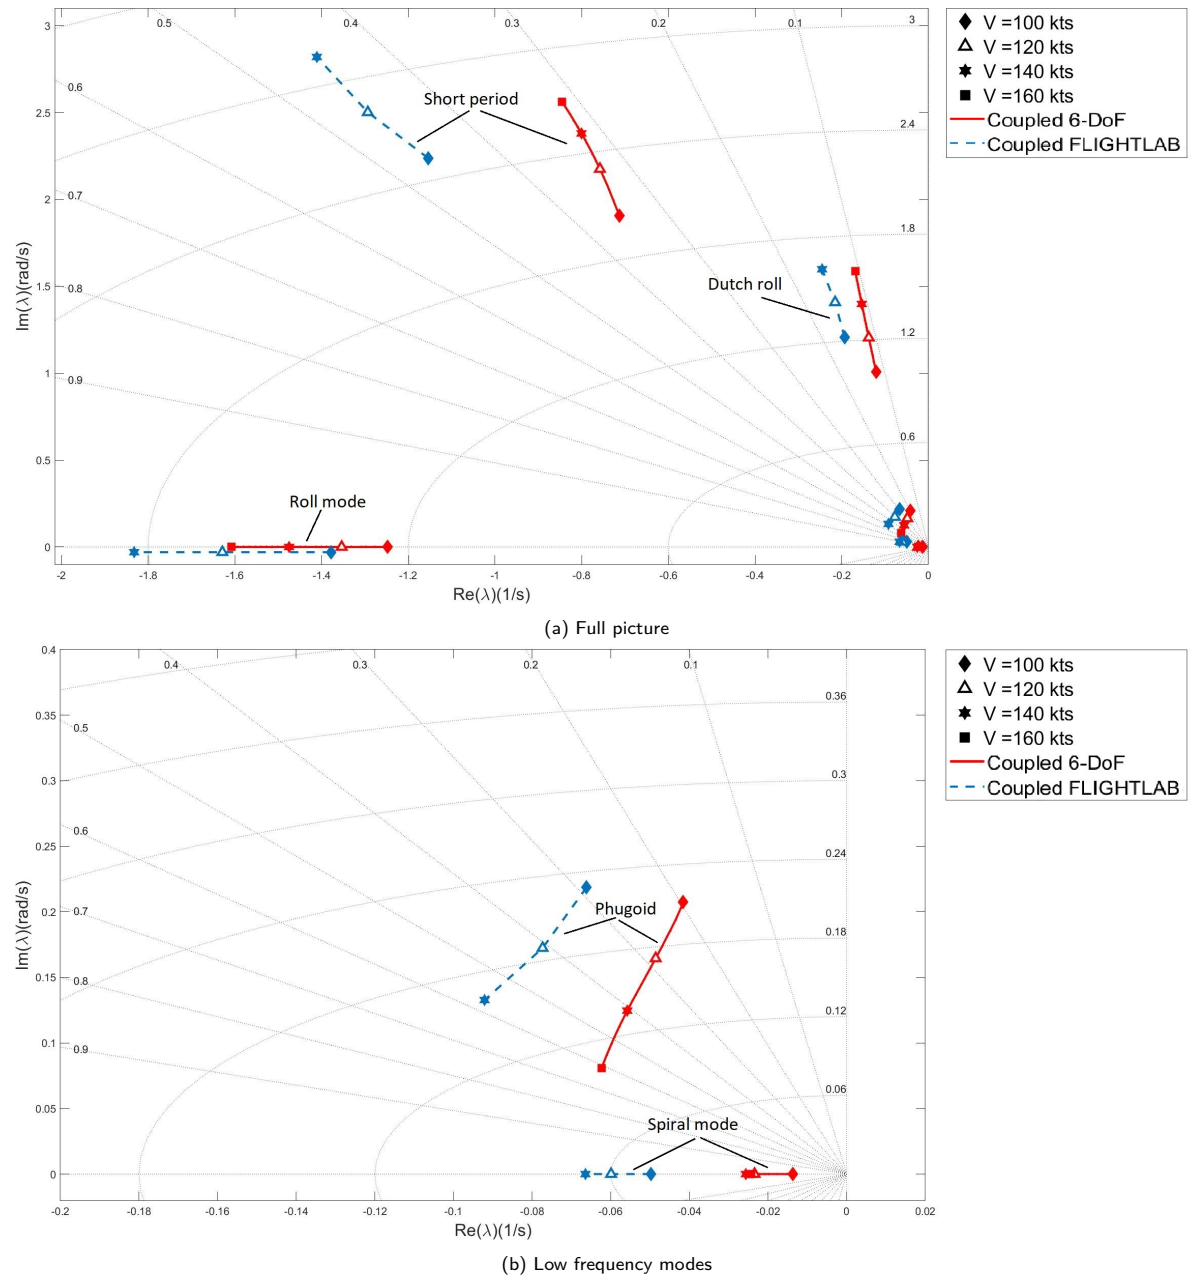 0.5
0.4
0.3
0.2
0.1
3
V =100 kts
V =120 kts
V =140 kts
V =160 kts
Coupled 6-DoF
Coupled FLIGHTLAB
3
2.5
2
1.5
1
0.5
0
Im(λ)(rad/s)
0.6
0.7
0.8
0.9
2.4
1.8
1.2
0.6
Short period
Dutch roll
Roll mode
-2
-1.8
-1.6
-1.4
-1.2
-1
-0.8
-0.6
-0.4
-0.2
0
Re(λ)(1/s)
(a) Full picture
0.4
0.3
0.2
0.1
V =100 kts
V =120 kts
V =140 kts
V =160 kts
Coupled 6-DoF
Coupled FLIGHTLAB
0.4
0.35
0.3
0.25
0.2
0.15
0.1
0.05
0
Im(λ)(rad/s)
0.5
0.6
0.7
0.8
0.9
0.36
0.3
0.24
0.18
0.12
0.06
Phugoid
Spiral mode
-0.2
-0.18
-0.16
-0.14
-0.12
-0.1
-0.08
-0.06
-0.04
-0.02
0
0.02
Re(λ)(1/s)
(b) Low frequency modes